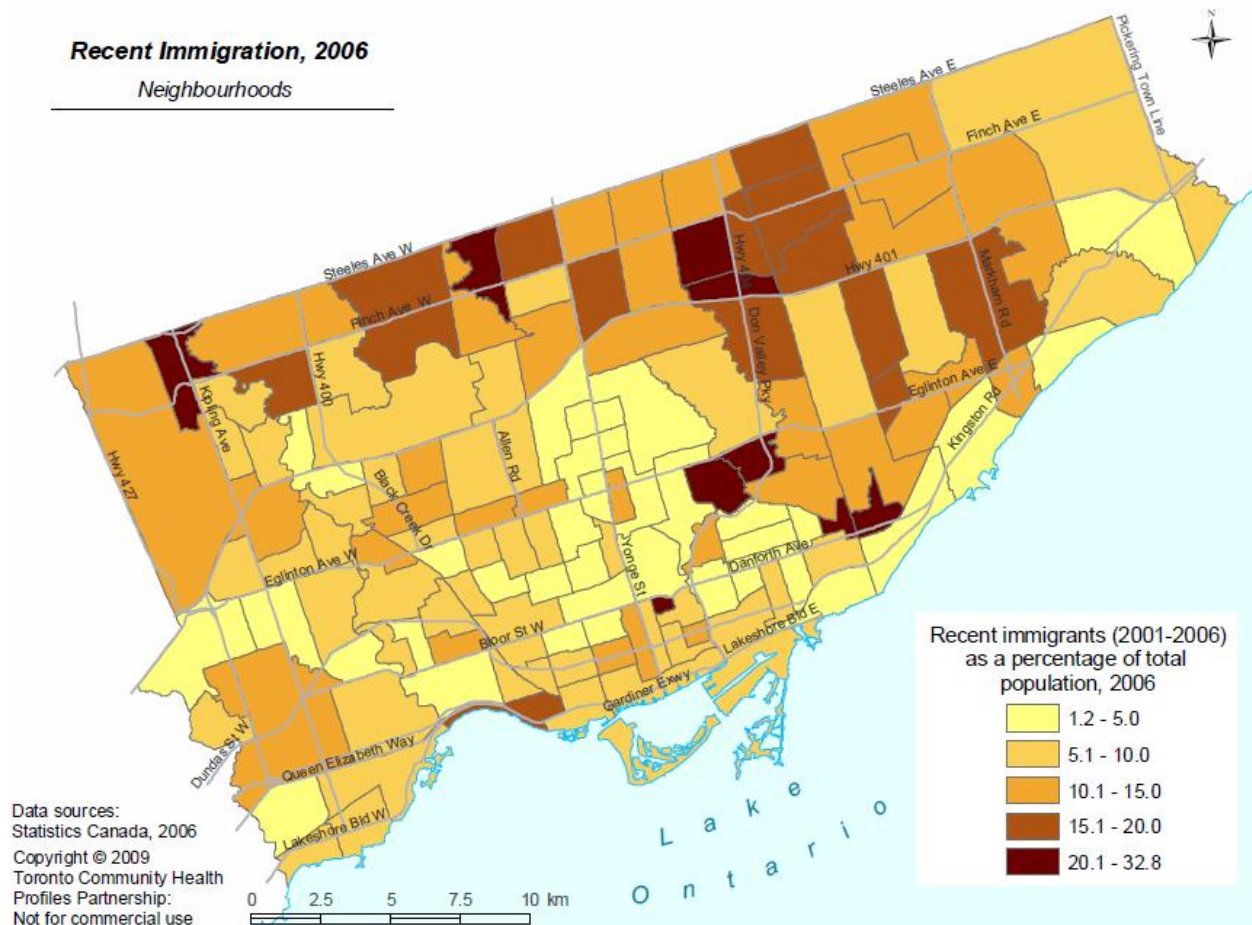 Recent Immigration, 2006
Neighbourhoods
N
Pickering Town Line
Steeles Ave E
Finch Ave E
Steeles Ave W
Finch Ave W
Hwy 401
Markham Rd
Hwy 400
Kipling Ave
Don Valley Pky
Eglinton Ave E
Kingston Rd
Hwy 427
Allen Rd
Black Creek Dr
Eglinton Ave W
Yonge St
Danforth Ave
Bloor St W
Lakeshore Bld E
Gardiner Exwy
Dundas St W
Queen Elizabeth Way
Lakeshore Bld W
Lake
Ontario
Recent immigrants (2001-2006)
as a percentage of total
population, 2006
1.2 - 5.0
5.1 - 10.0
10.1 - 15.0
15.1 - 20.0
20.1 - 32.8
Data sources:
Statistics Canada, 2006
Copyright © 2009
Toronto Community Health
Profiles Partnership:
Not for commercial use
0 2.5 5 7.5 10 km